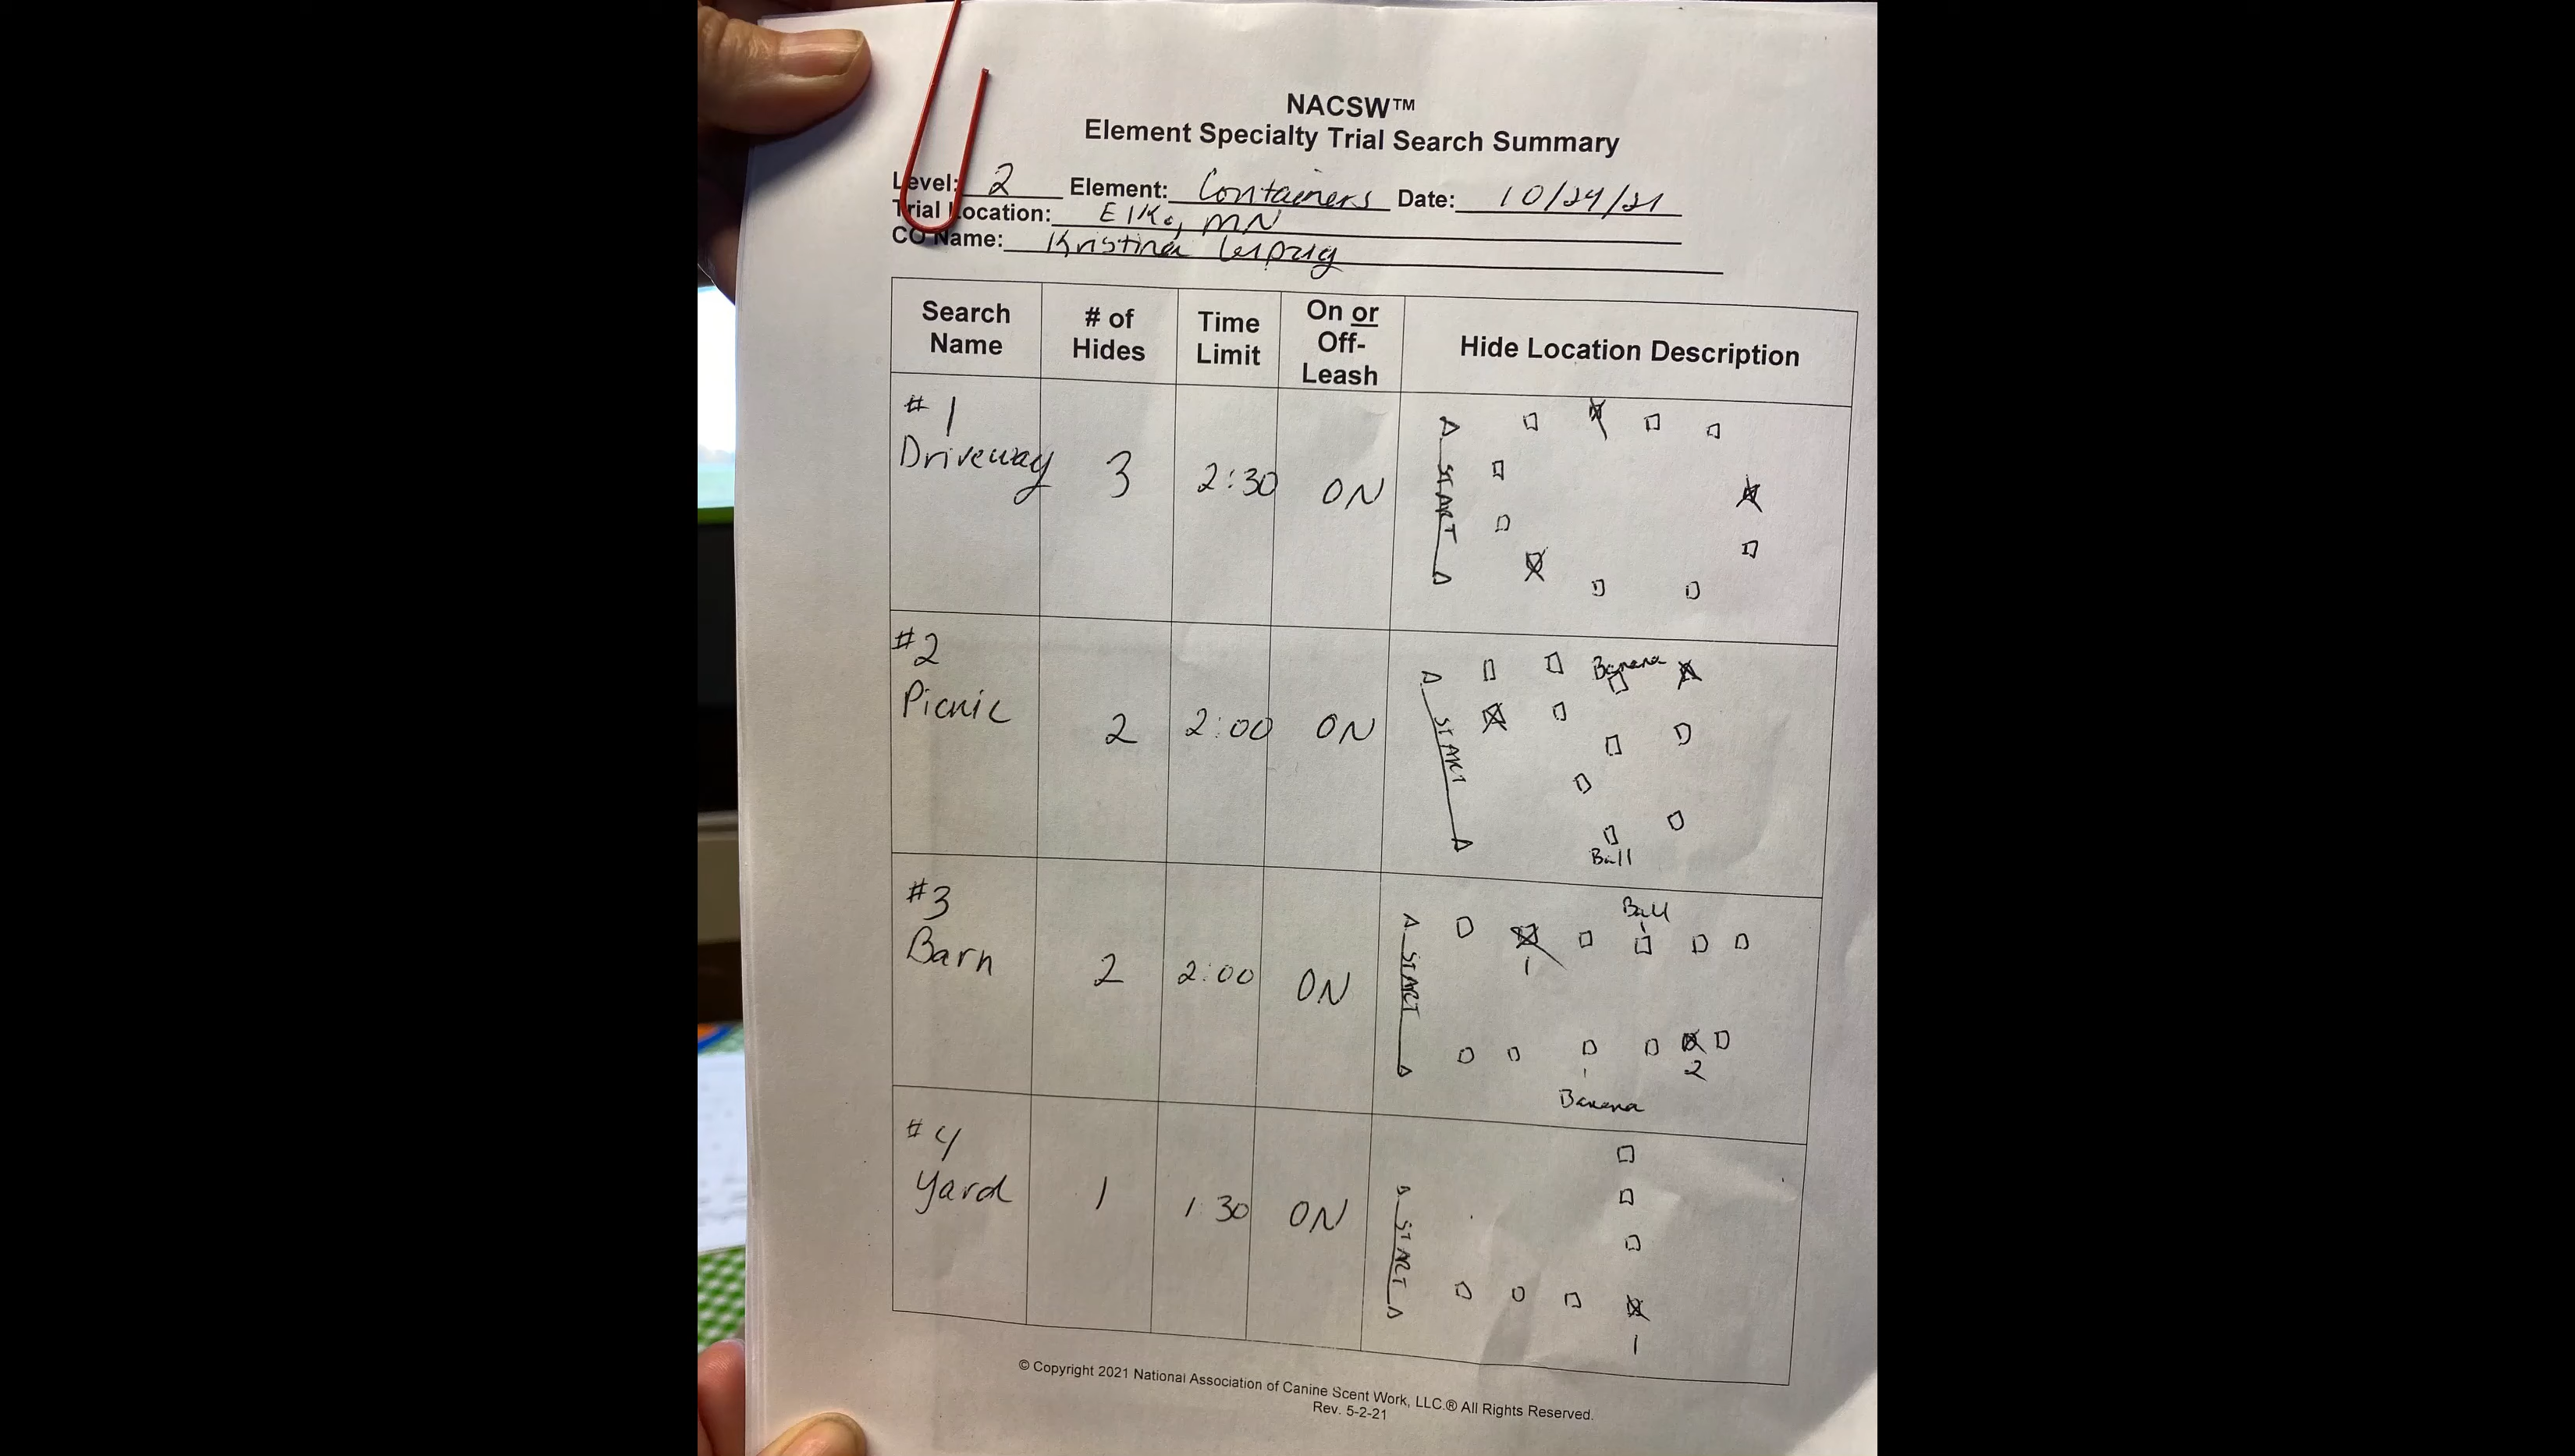 NACSW™
Element Specialty Trial Search Summary
Level: 2 Element: Containers Date: 10/24/21
Trial Location: Elko, MN
CO Name: Kristina Leipzig
Search Name # of Hides Time Limit On or Off-Leash Hide Location Description
#1 Driveway 3 2:30 ON START
#2 Picnic 2 2:00 ON START Banana Ball
#3 Barn 2 2:00 ON START Ball 1 2 Banana
#4 Yard 1 1:30 ON START 1
© Copyright 2021 National Association of Canine Scent Work, LLC.® All Rights Reserved.
Rev. 5-2-21